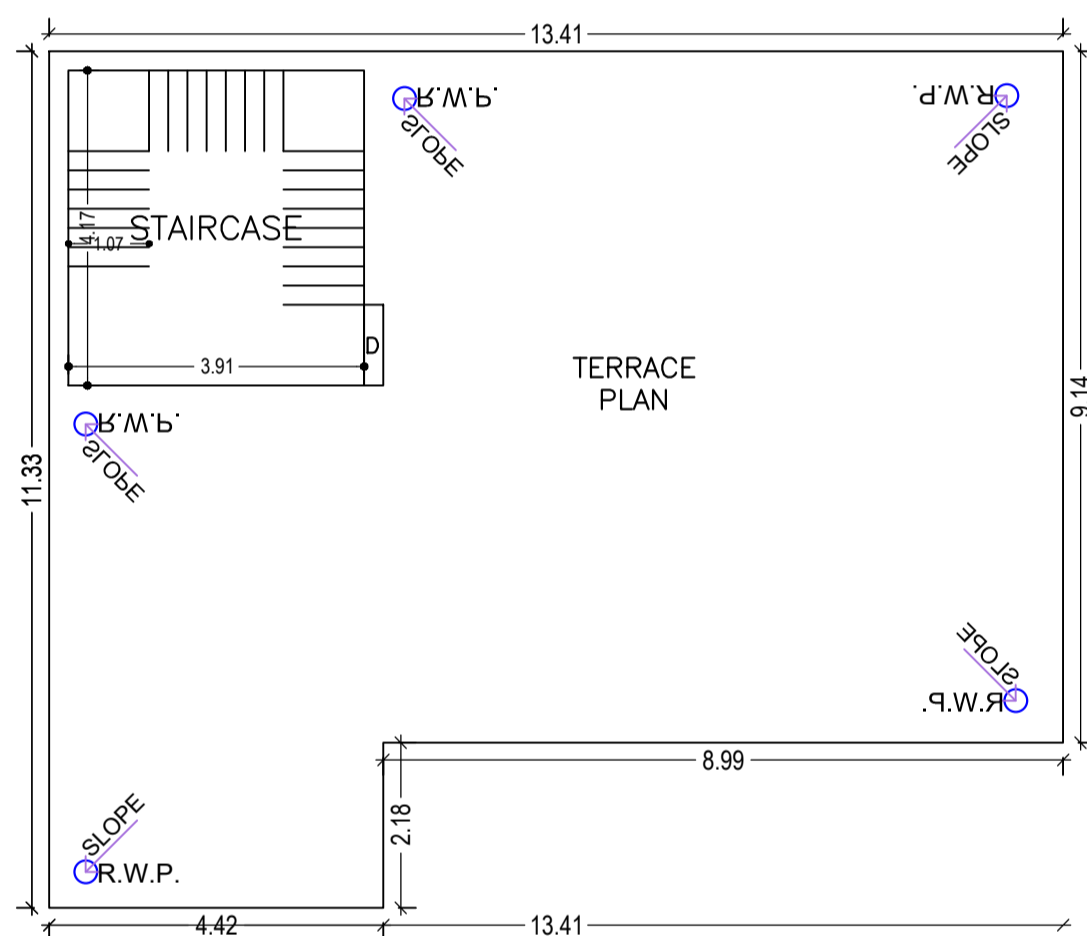 13.41
R.W.P.
SLOPE
R.W.P.
SLOPE
4.17
STAIRCASE
1.07
3.91
D
TERRACE
PLAN
9.14
R.W.P.
SLOPE
11.33
SLOPE
R.W.P.
8.99
2.18
SLOPE
R.W.P.
4.42
13.41